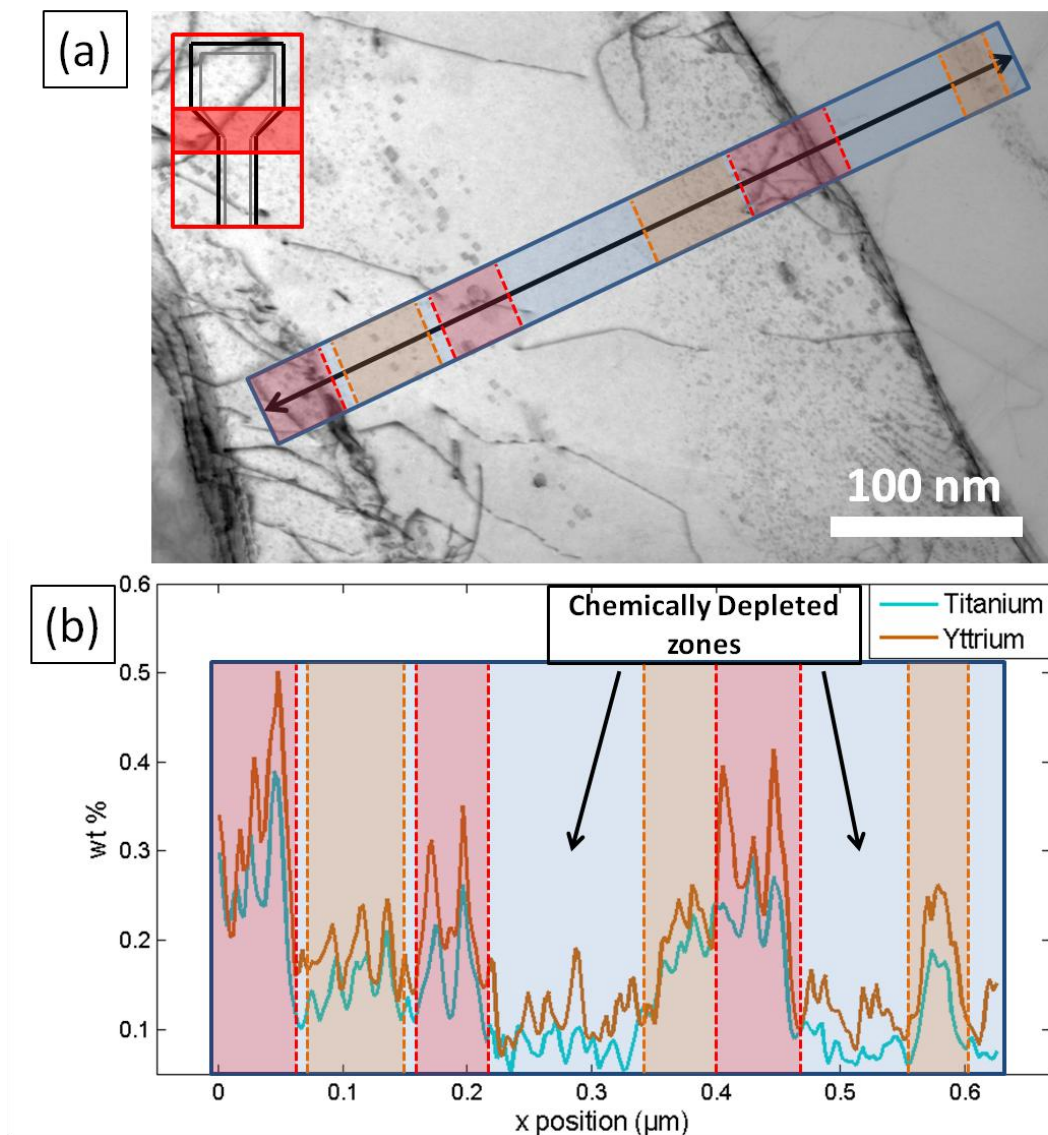 (a)
100 nm
(b)
Chemically Depleted
zones
Titanium
Yttrium
0.6
0.5
0.4
0.3
0.2
0.1
wt %
0
0.1
0.2
0.3
0.4
0.5
0.6
x position (µm)